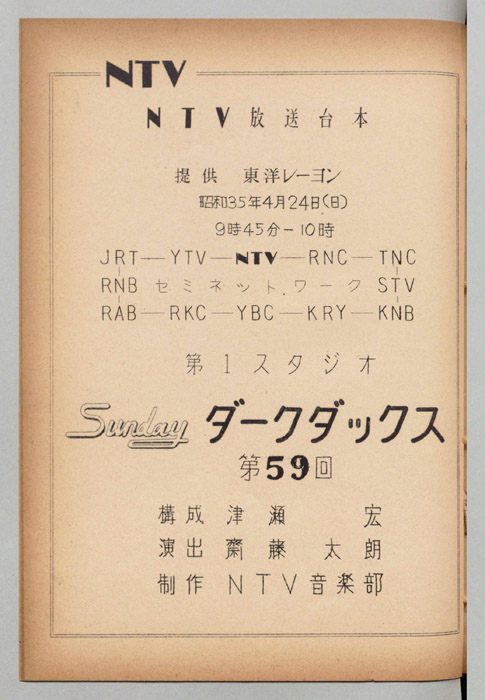 NTV
NTV放送台本
提供 東洋レーヨン
昭和35年4月24日(日)
9時45分-10時
JRT-YTV-NTV-RNC-TNC
RNB セミネットワーク STV
RAB-RKC-YBC-KRY-KNB
第1スタジオ
Sunday ダークダックス
第59回
構成 津瀬 宏
演出 齋藤 太朗
制作 NTV音楽部